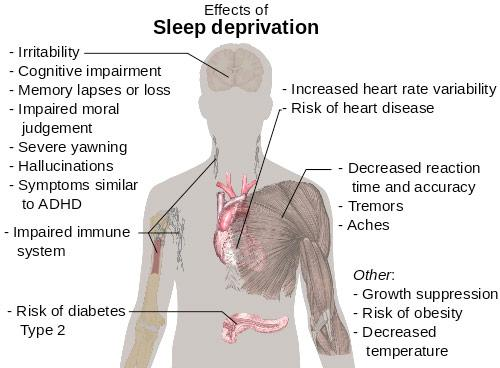 Effects of
Sleep deprivation
- Irritability
- Cognitive impairment
- Memory lapses or loss
- Impaired moral
judgement
- Severe yawning
- Hallucinations
- Symptoms similar
to ADHD
- Impaired immune
system
- Risk of diabetes
Type 2
- Increased heart rate variability
- Risk of heart disease
- Decreased reaction
time and accuracy
- Tremors
- Aches
Other:
- Growth suppression
- Risk of obesity
- Decreased
temperature